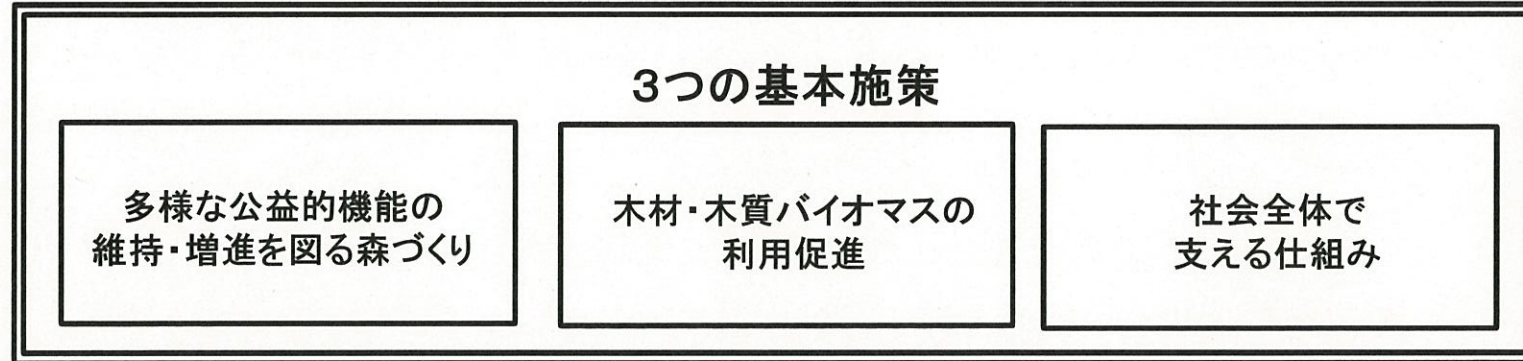 3つの基本施策
多様な公益的機能の
維持・増進を図る森づくり
木材・木質バイオマスの
利用促進
社会全体で
支える仕組み